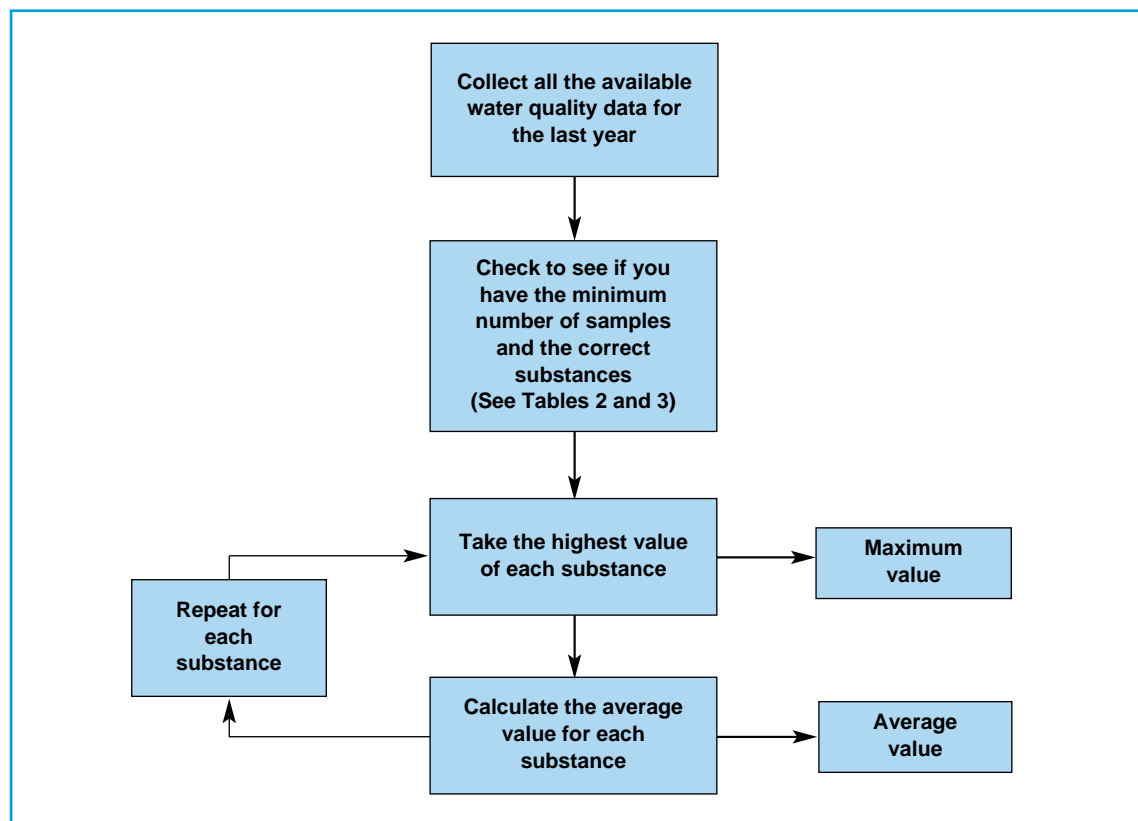 Collect all the available
water quality data for
the last year
Check to see if you
have the minimum
number of samples
and the correct
substances
(See Tables 2 and 3)
Take the highest value
of each substance
Maximum
value
Repeat for
each
substance
Calculate the average
value for each
substance
Average
value